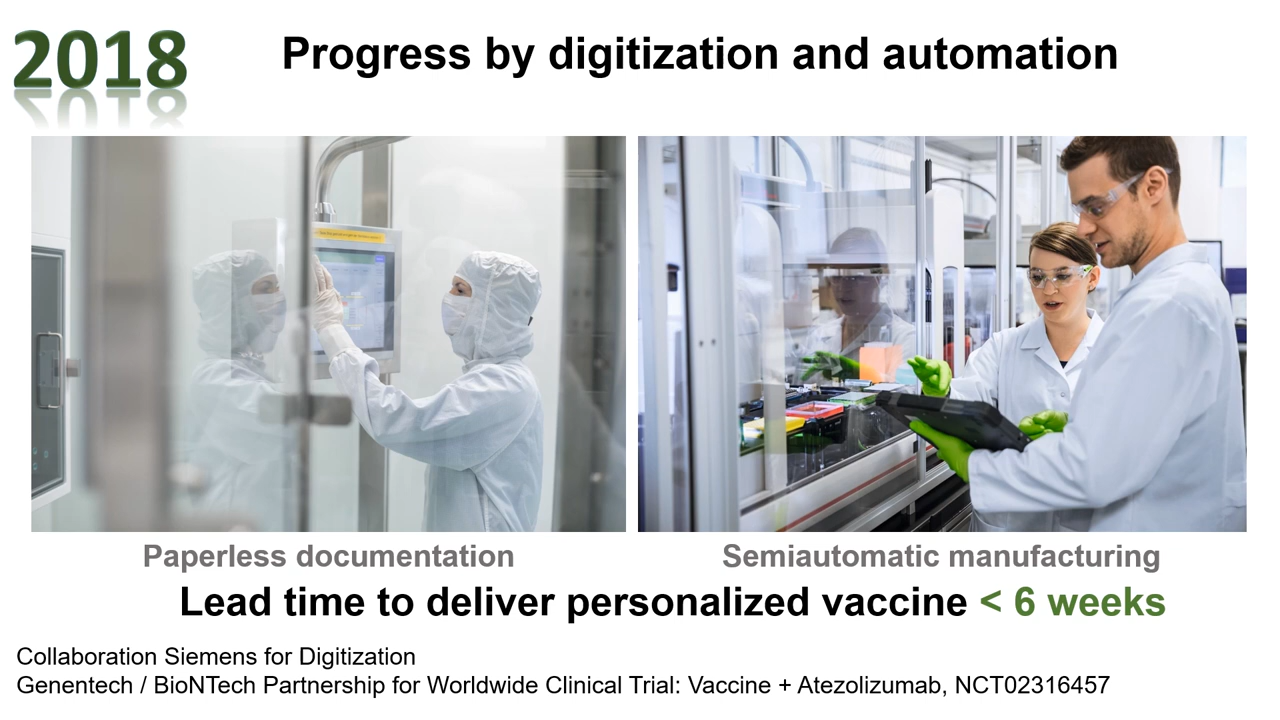 2018
Progress by digitization and automation
Paperless documentation
Semiautomatic manufacturing
Lead time to deliver personalized vaccine < 6 weeks
Collaboration Siemens for Digitization
Genentech / BioNTech Partnership for Worldwide Clinical Trial: Vaccine + Atezolizumab, NCT02316457